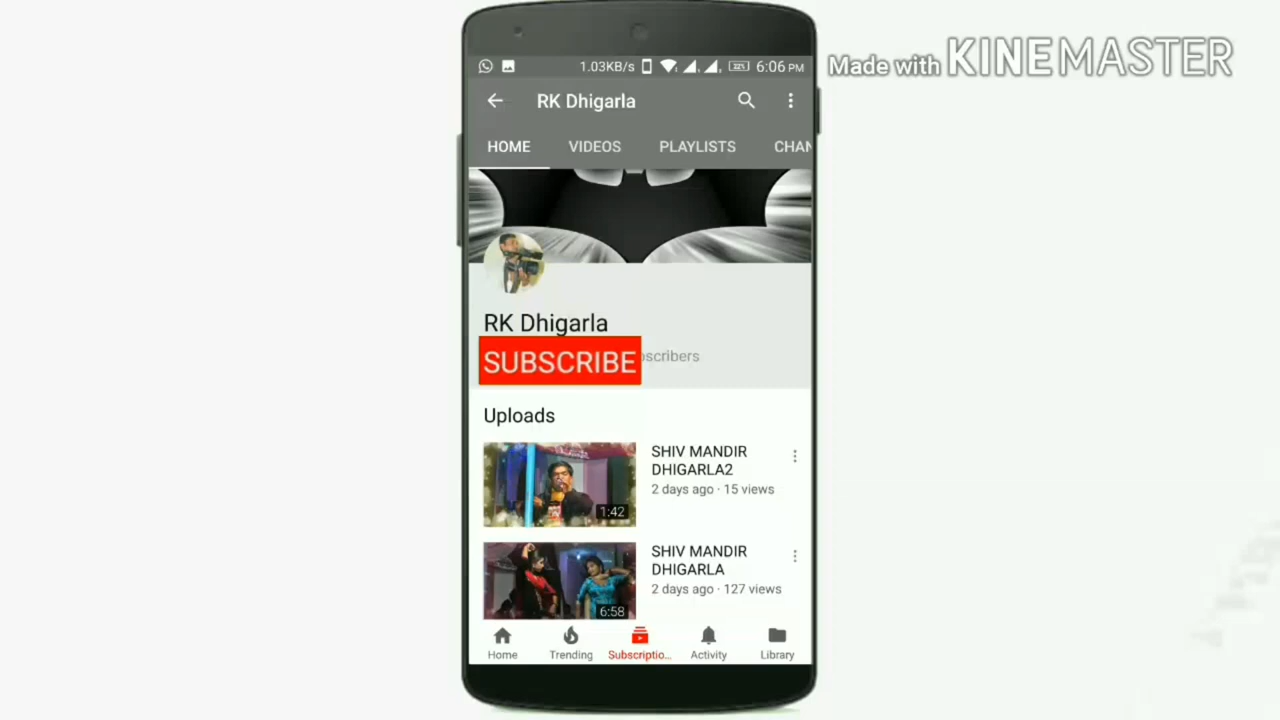 Made with KINEMASTER
1.03KB/s 32% 6:06 PM
RK Dhigarla
HOME VIDEOS PLAYLISTS CHAN
RK Dhigarla
SUBSCRIBE scribers
Uploads
SHIV MANDIR
DHIGARLA2
2 days ago · 15 views
1:42
SHIV MANDIR
DHIGARLA
2 days ago · 127 views
6:58
Home Trending Subscriptio... Activity Library